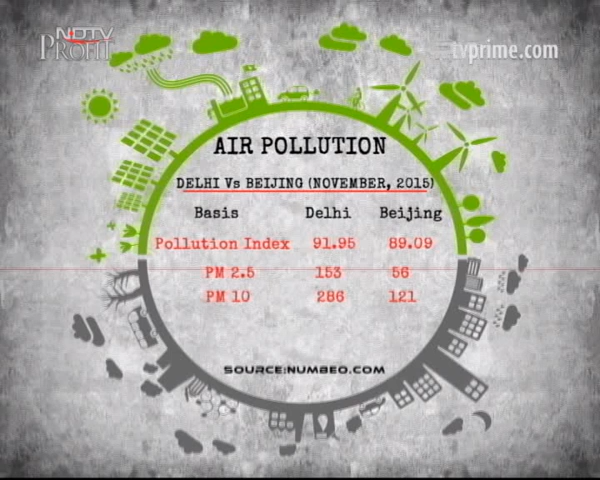 NDTV
PROFIT
tvprime.com
AIR POLLUTION
DELHI Vs BEIJING (NOVEMBER, 2015)
Basis Delhi Beijing
Pollution Index 91.95 89.09
PM 2.5 153 56
PM 10 286 121
SOURCE:NUMBEO.COM